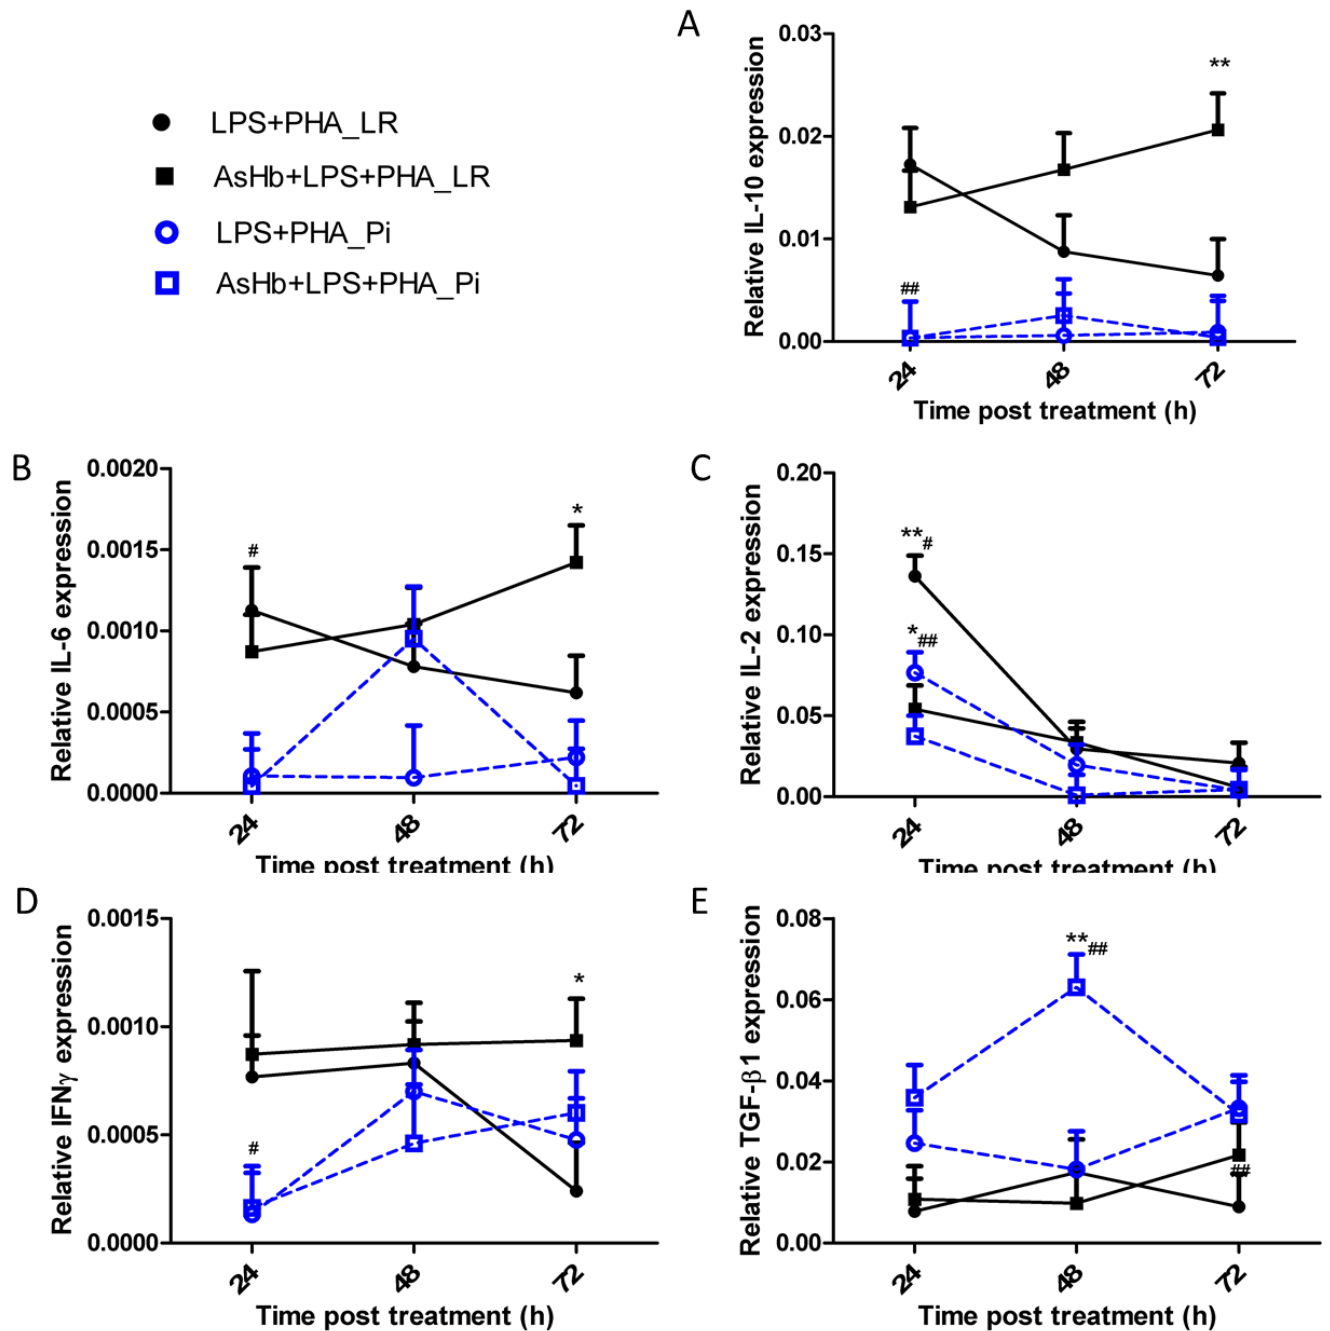 LPS+PHA_LR
AsHb+LPS+PHA_LR
LPS+PHA_Pi
AsHb+LPS+PHA_Pi
A
Relative IL-10 expression
0.03
0.02
0.01
0.00
**
##
24
48
72
Time post treatment (h)
B
Relative IL-6 expression
0.0020
0.0015
0.0010
0.0005
0.0000
#
*
24
48
72
Time post treatment (h)
C
Relative IL-2 expression
0.20
0.15
0.10
0.05
0.00
**#
*##
24
48
72
Time post treatment (h)
D
Relative IFNγ expression
0.0015
0.0010
0.0005
0.0000
*
#
24
48
72
Time post treatment (h)
E
Relative TGF-β1 expression
0.08
0.06
0.04
0.02
0.00
**##
##
24
48
72
Time post treatment (h)